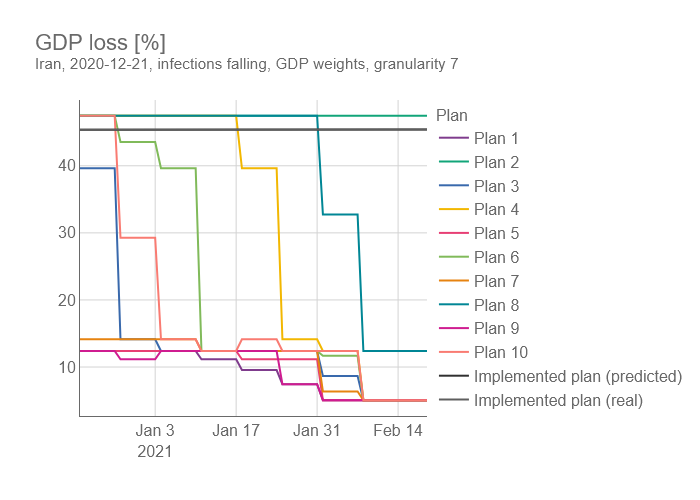 GDP loss [%]
Iran, 2020-12-21, infections falling, GDP weights, granularity 7
Plan
Plan 1
Plan 2
Plan 3
Plan 4
Plan 5
Plan 6
Plan 7
Plan 8
Plan 9
Plan 10
Implemented plan (predicted)
Implemented plan (real)
40
30
20
10
Jan 3
2021
Jan 17
Jan 31
Feb 14